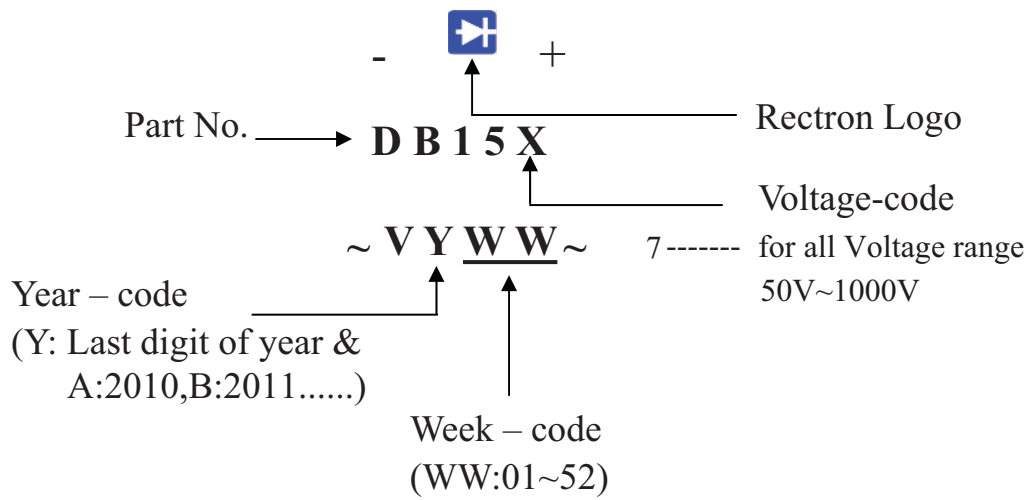 - +
Rectron Logo
Part No.
D B 1 5 X
Voltage-code
~ V Y W W ~
7 ------- for all Voltage range
50V~1000V
Year – code
(Y: Last digit of year &
A:2010,B:2011......)
Week – code
(WW:01~52)